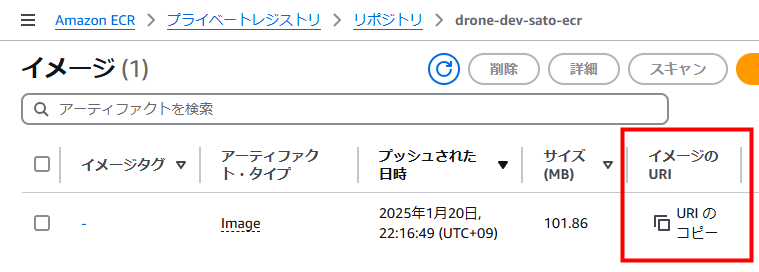 Amazon ECR > プライベートレジストリ > リポジトリ > drone-dev-sato-ecr
イメージ (1)
削除
詳細
スキャン
アーティファクトを検索
イメージタグ
アーティファク
ト・タイプ
プッシュされた
日時
サイズ
(MB)
イメージの
URI
-
Image
2025年1月20日,
22:16:49 (UTC+09)
101.86
URI の
コピー